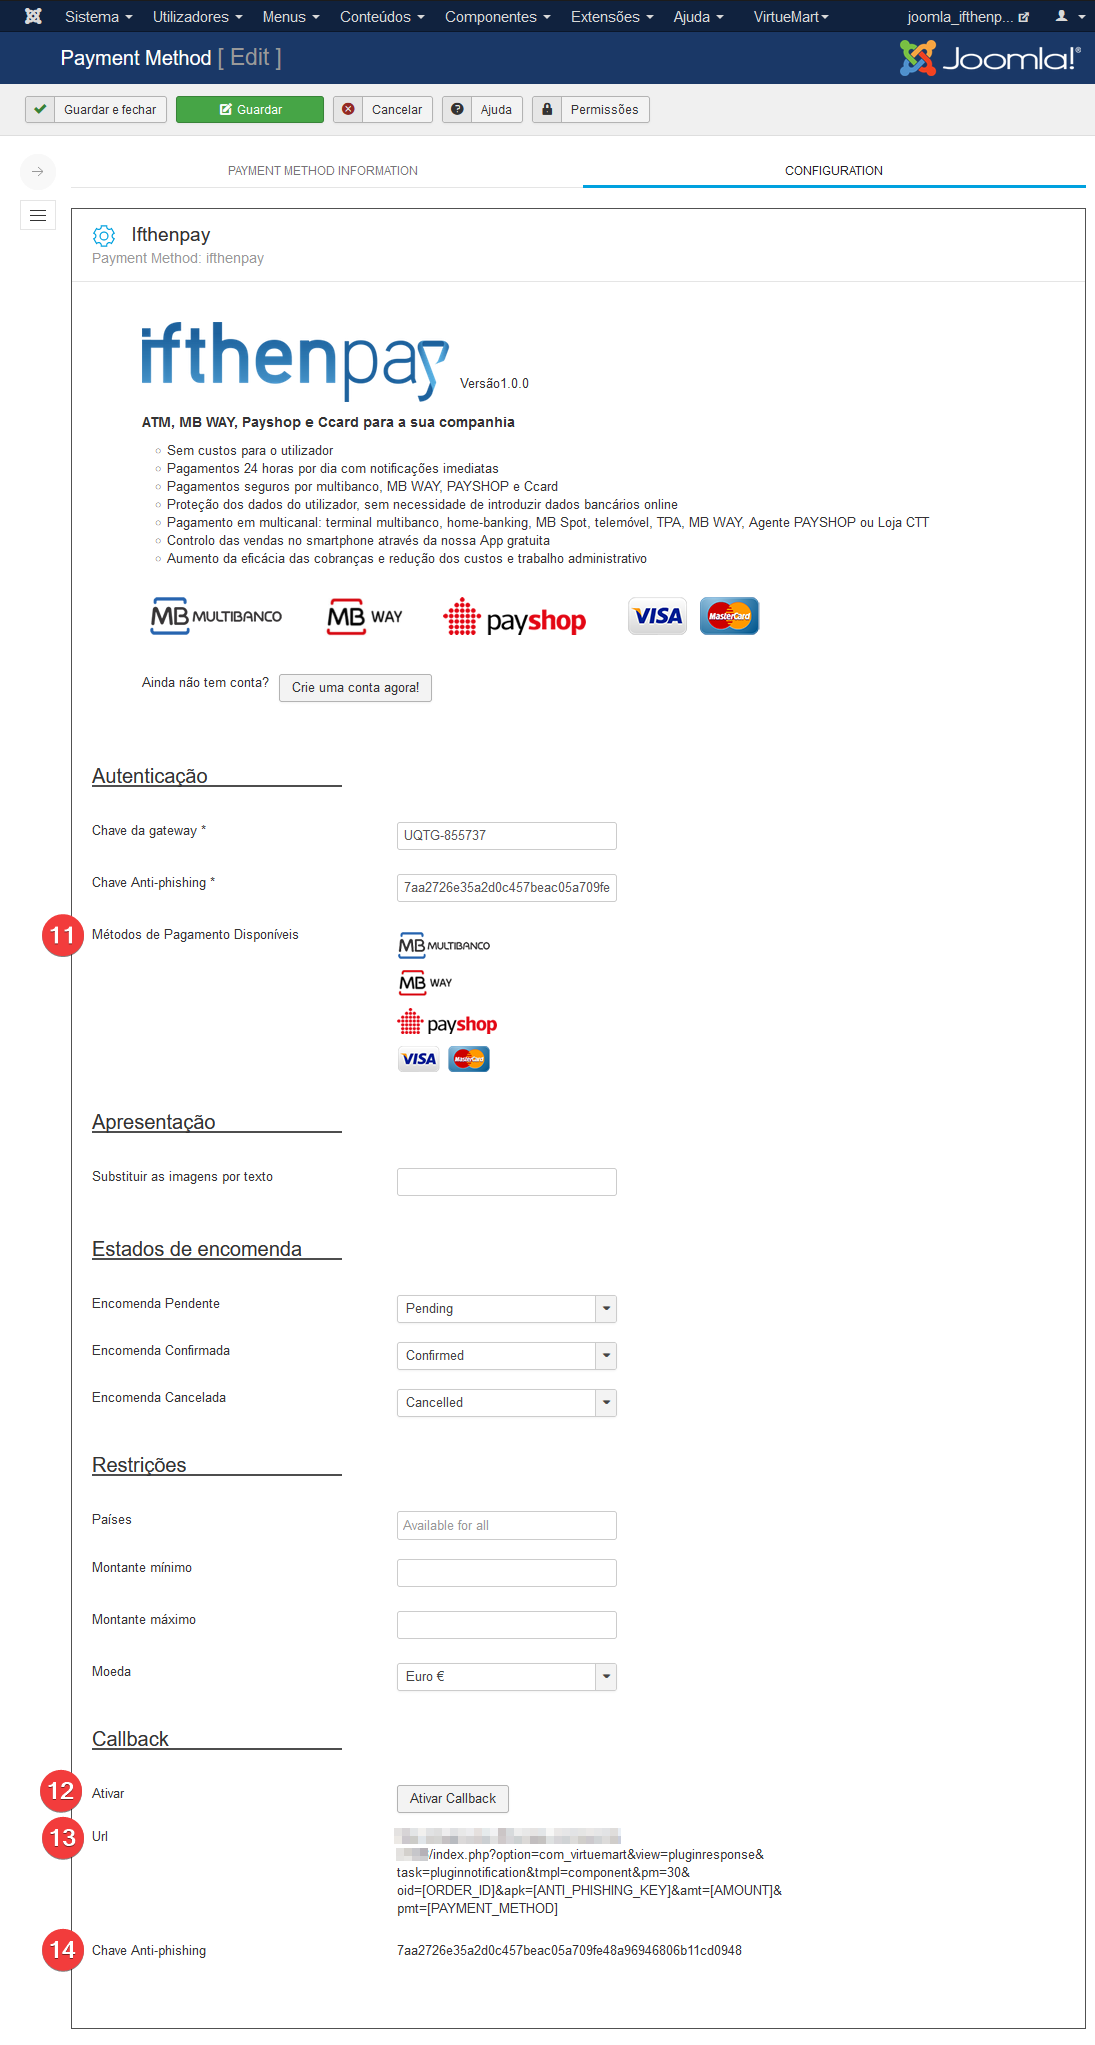 Sistema Utilizadores Menus Conteúdos Componentes Extensões Ajuda VirtueMart joomla_ifthenp...
Payment Method [ Edit ] Joomla!®
Guardar e fechar Guardar Cancelar Ajuda Permissões
PAYMENT METHOD INFORMATION CONFIGURATION
Ifthenpay
Payment Method: ifthenpay
ifthenpay Versão1.0.0
ATM, MB WAY, Payshop e Ccard para a sua companhia
Sem custos para o utilizador
Pagamentos 24 horas por dia com notificações imediatas
Pagamentos seguros por multibanco, MB WAY, PAYSHOP e Ccard
Proteção dos dados do utilizador, sem necessidade de introduzir dados bancários online
Pagamento em multicanal: terminal multibanco, home-banking, MB Spot, telemóvel, TPA, MB WAY, Agente PAYSHOP ou Loja CTT
Controlo das vendas no smartphone através da nossa App gratuita
Aumento da eficácia das cobranças e redução dos custos e trabalho administrativo
MB MULTIBANCO MB WAY payshop VISA MasterCard
Ainda não tem conta? Crie uma conta agora!
Autenticação
Chave da gateway * UQTG-855737
Chave Anti-phishing * 7aa2726e35a2d0c457beac05a709fe
11 Métodos de Pagamento Disponíveis
MB MULTIBANCO
MB WAY
payshop
VISA MasterCard
Apresentação
Substituir as imagens por texto
Estados de encomenda
Encomenda Pendente Pending
Encomenda Confirmada Confirmed
Encomenda Cancelada Cancelled
Restrições
Países Available for all
Montante mínimo
Montante máximo
Moeda Euro €
Callback
12 Ativar Ativar Callback
13 Url
/index.php?option=com_virtuemart&view=pluginresponse&
task=pluginnotification&tmpl=component&pm=30&
oid=[ORDER_ID]&apk=[ANTI_PHISHING_KEY]&amt=[AMOUNT]&
pmt=[PAYMENT_METHOD]
14 Chave Anti-phishing 7aa2726e35a2d0c457beac05a709fe48a96946806b11cd0948